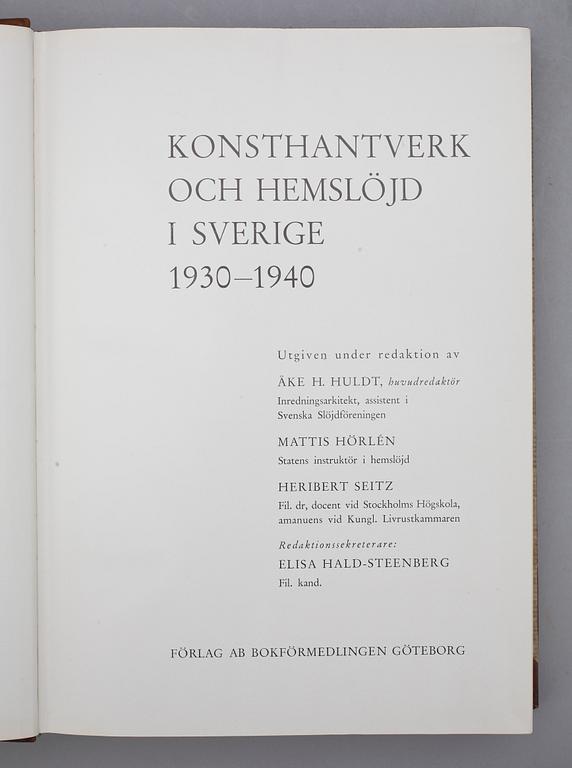 KONSTHANTVERK
OCH HEMSLÖJD
I SVERIGE
1930–1940
Utgiven under redaktion av
ÅKE H. HULDT, huvudredaktör
Inredningsarkitekt, assistent i
Svenska Slöjdföreningen
MATTIS HÖRLÉN
Statens instruktör i hemslöjd
HERIBERT SEITZ
Fil. dr, docent vid Stockholms Högskola,
amanuens vid Kungl. Livrustkammaren
Redaktionssekreterare:
ELISA HALD-STEENBERG
Fil. kand.
FÖRLAG AB BOKFÖRMEDLINGEN GÖTEBORG